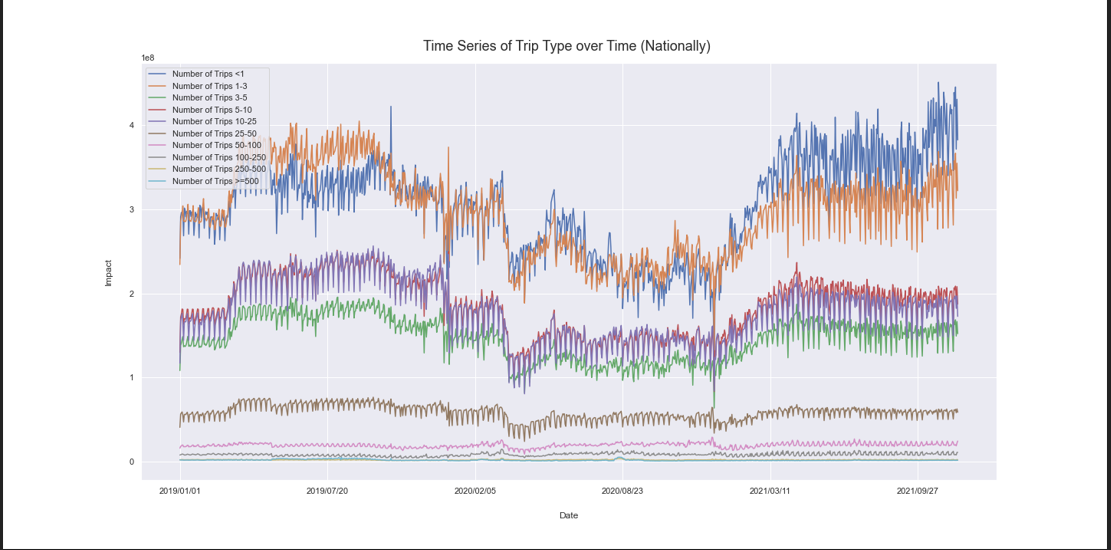 Time Series of Trip Type over Time (Nationally)
1e8
Number of Trips <1
Number of Trips 1-3
Number of Trips 3-5
Number of Trips 5-10
Number of Trips 10-25
Number of Trips 25-50
Number of Trips 50-100
Number of Trips 100-250
Number of Trips 250-500
Number of Trips >=500
4
3
2
1
0
Impact
2019/01/01
2019/07/20
2020/02/05
2020/08/23
2021/03/11
2021/09/27
Date